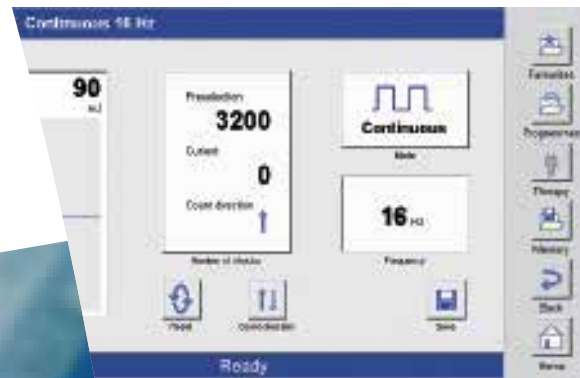 Continuous 16 Hz
90
mJ
Preselection
3200
Current
0
Count direction
Number of shocks
Continuous
Mode
16 Hz
Frequency
Reset
Count direction
Save
Ready
Favourites
Programmes
Therapy
Memory
Back
Home